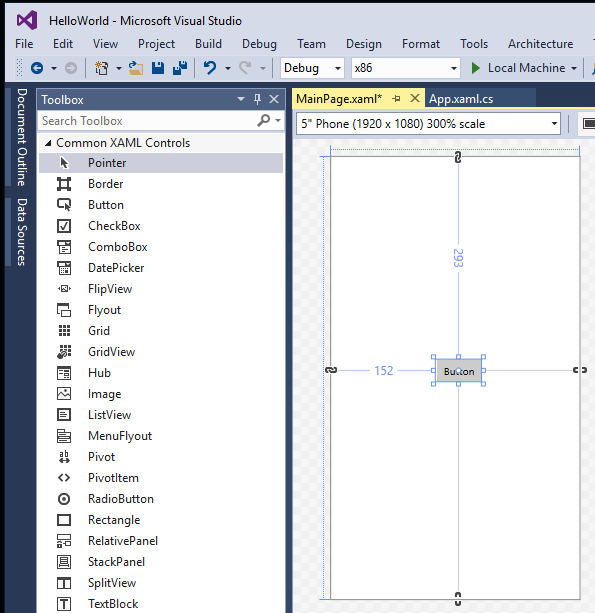 HelloWorld - Microsoft Visual Studio
File Edit View Project Build Debug Team Design Format Tools Architecture
Debug x86 Local Machine
Document Outline
Data Sources
Toolbox
Search Toolbox
Common XAML Controls
Pointer
Border
Button
CheckBox
ComboBox
DatePicker
FlipView
Flyout
Grid
GridView
Hub
Image
ListView
MenuFlyout
Pivot
PivotItem
RadioButton
Rectangle
RelativePanel
StackPanel
SplitView
TextBlock
MainPage.xaml* App.xaml.cs
5" Phone (1920 x 1080) 300% scale
293
152
Button